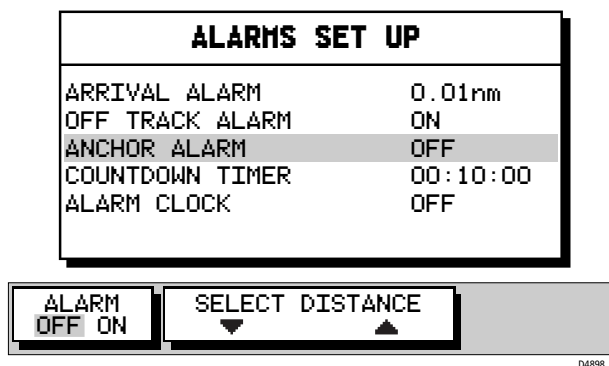 ALARMS SET UP
ARRIVAL ALARM 0.01nm
OFF TRACK ALARM ON
ANCHOR ALARM OFF
COUNTDOWN TIMER 00:10:00
ALARM CLOCK OFF
ALARM
OFF ON
SELECT DISTANCE
D4898